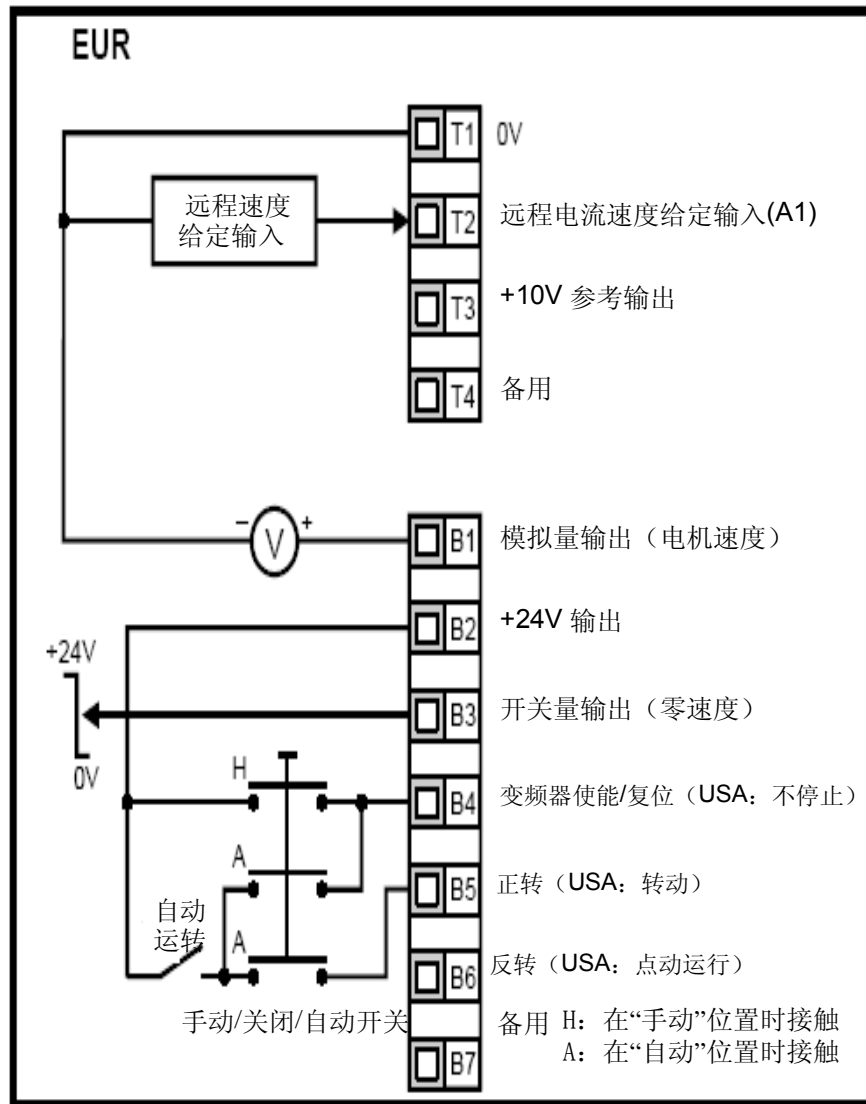 EUR
T1 0V
远程速度
给定输入
T2 远程电流速度给定输入(A1)
T3 +10V 参考输出
T4 备用
− V +
B1 模拟量输出（电机速度）
B2 +24V 输出
+24V
B3 开关量输出（零速度）
0V
H
B4 变频器使能/复位（USA：不停止）
A
B5 正转（USA：转动）
自动
运转
A
B6 反转（USA：点动运行）
手动/关闭/自动开关
备用 H：在“手动”位置时接触
A：在“自动”位置时接触
B7